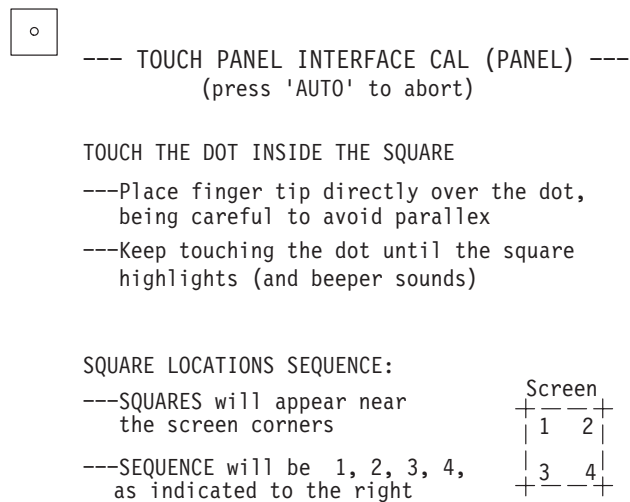 --- TOUCH PANEL INTERFACE CAL (PANEL) ---
(press 'AUTO' to abort)
TOUCH THE DOT INSIDE THE SQUARE
---Place finger tip directly over the dot,
being careful to avoid parallex
---Keep touching the dot until the square
highlights (and beeper sounds)
SQUARE LOCATIONS SEQUENCE:
---SQUARES will appear near
the screen corners
---SEQUENCE will be 1, 2, 3, 4,
as indicated to the right
Screen
1 2
3 4